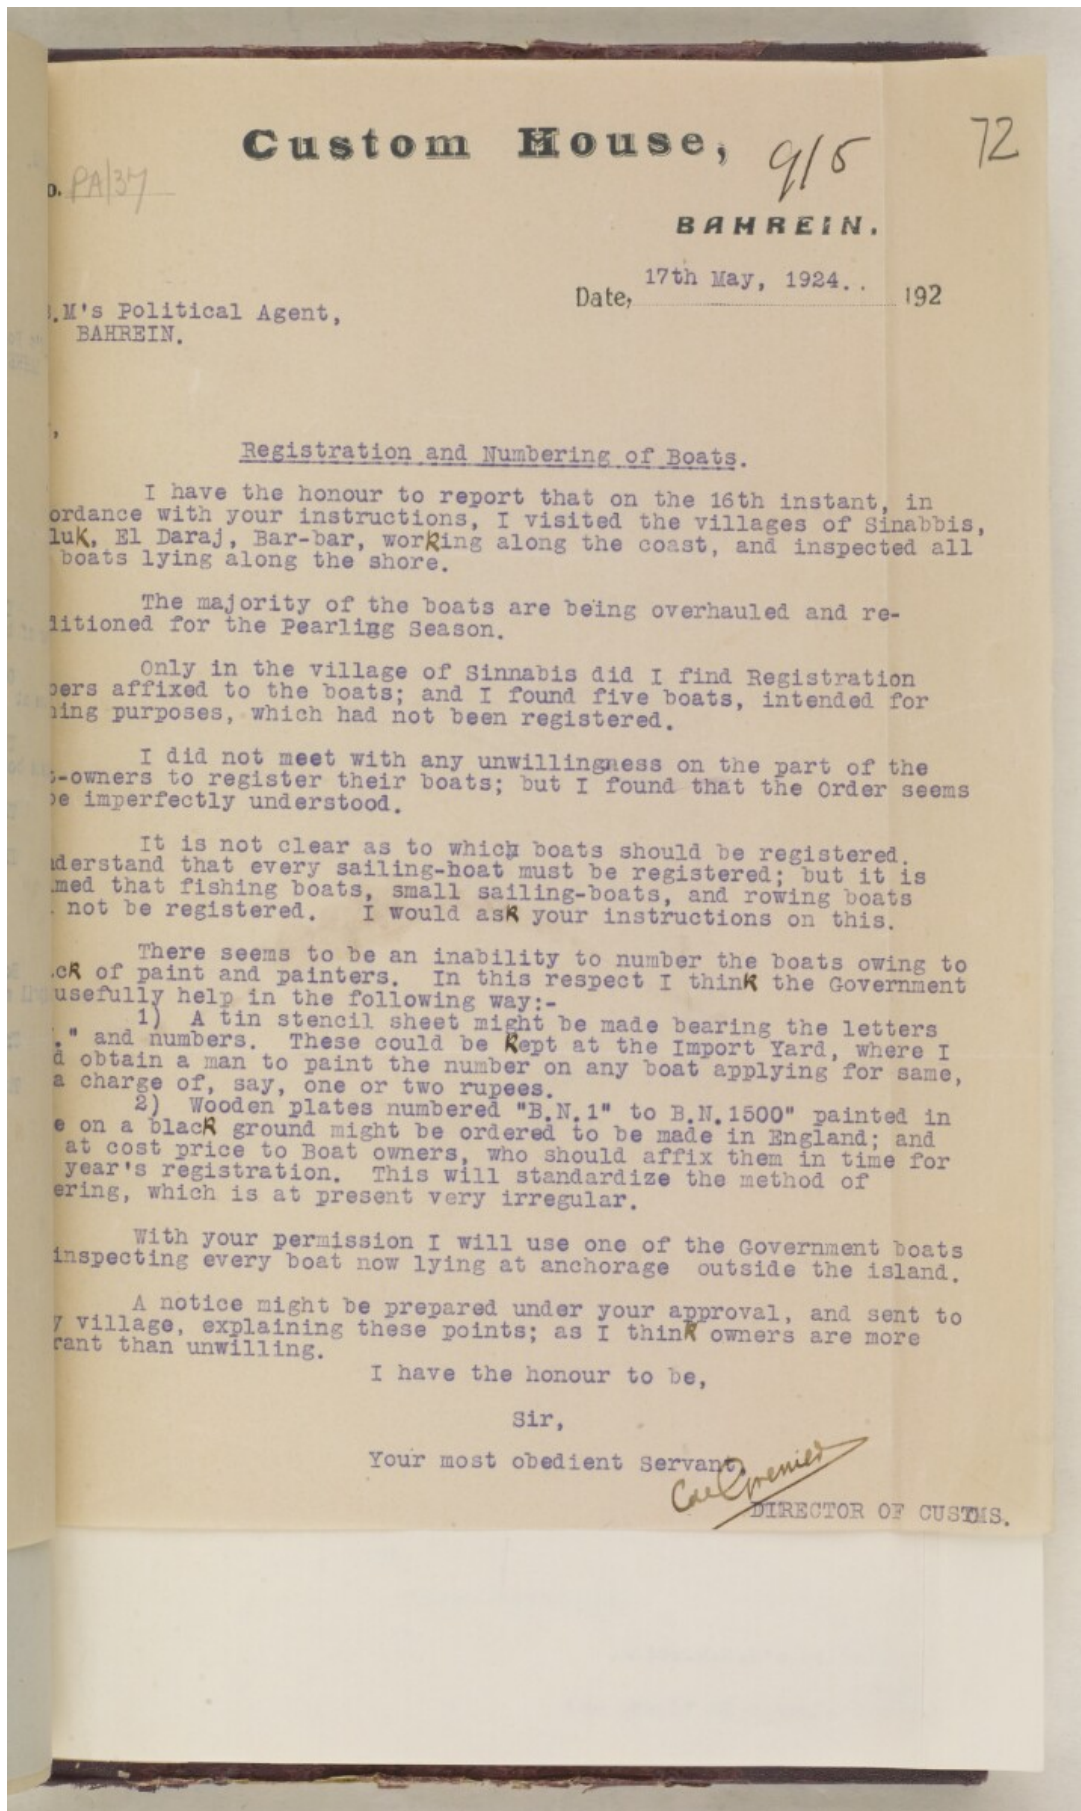 Custom House,
9/5
72
o. PA/37
BAHREIN.
Date, 17th May, 1924.. 192
B.M's Political Agent,
BAHREIN.
,
Registration and Numbering of Boats.
I have the honour to report that on the 16th instant, in
ordance with your instructions, I visited the villages of Sinabbis,
luk, El Daraj, Bar-bar, working along the coast, and inspected all
boats lying along the shore.
The majority of the boats are being overhauled and re-
ditioned for the Pearling Season.
Only in the village of Sinnabis did I find Registration
bers affixed to the boats; and I found five boats, intended for
hing purposes, which had not been registered.
I did not meet with any unwillingness on the part of the
t-owners to register their boats; but I found that the Order seems
be imperfectly understood.
It is not clear as to which boats should be registered.
nderstand that every sailing-boat must be registered; but it is
imed that fishing boats, small sailing-boats, and rowing boats
not be registered. I would ask your instructions on this.
There seems to be an inability to number the boats owing to
ck of paint and painters. In this respect I think the Government
usefully help in the following way:-
1) A tin stencil sheet might be made bearing the letters
." and numbers. These could be kept at the Import Yard, where I
d obtain a man to paint the number on any boat applying for same,
a charge of, say, one or two rupees.
2) Wooden plates numbered "B.N.1" to B.N.1500" painted in
e on a black ground might be ordered to be made in England; and
at cost price to Boat owners, who should affix them in time for
year's registration. This will standardize the method of
ering, which is at present very irregular.
With your permission I will use one of the Government boats
inspecting every boat now lying at anchorage outside the island.
A notice might be prepared under your approval, and sent to
y village, explaining these points; as I think owners are more
rant than unwilling.
I have the honour to be,
Sir,
Your most obedient Servant,
DIRECTOR OF CUSTOMS.